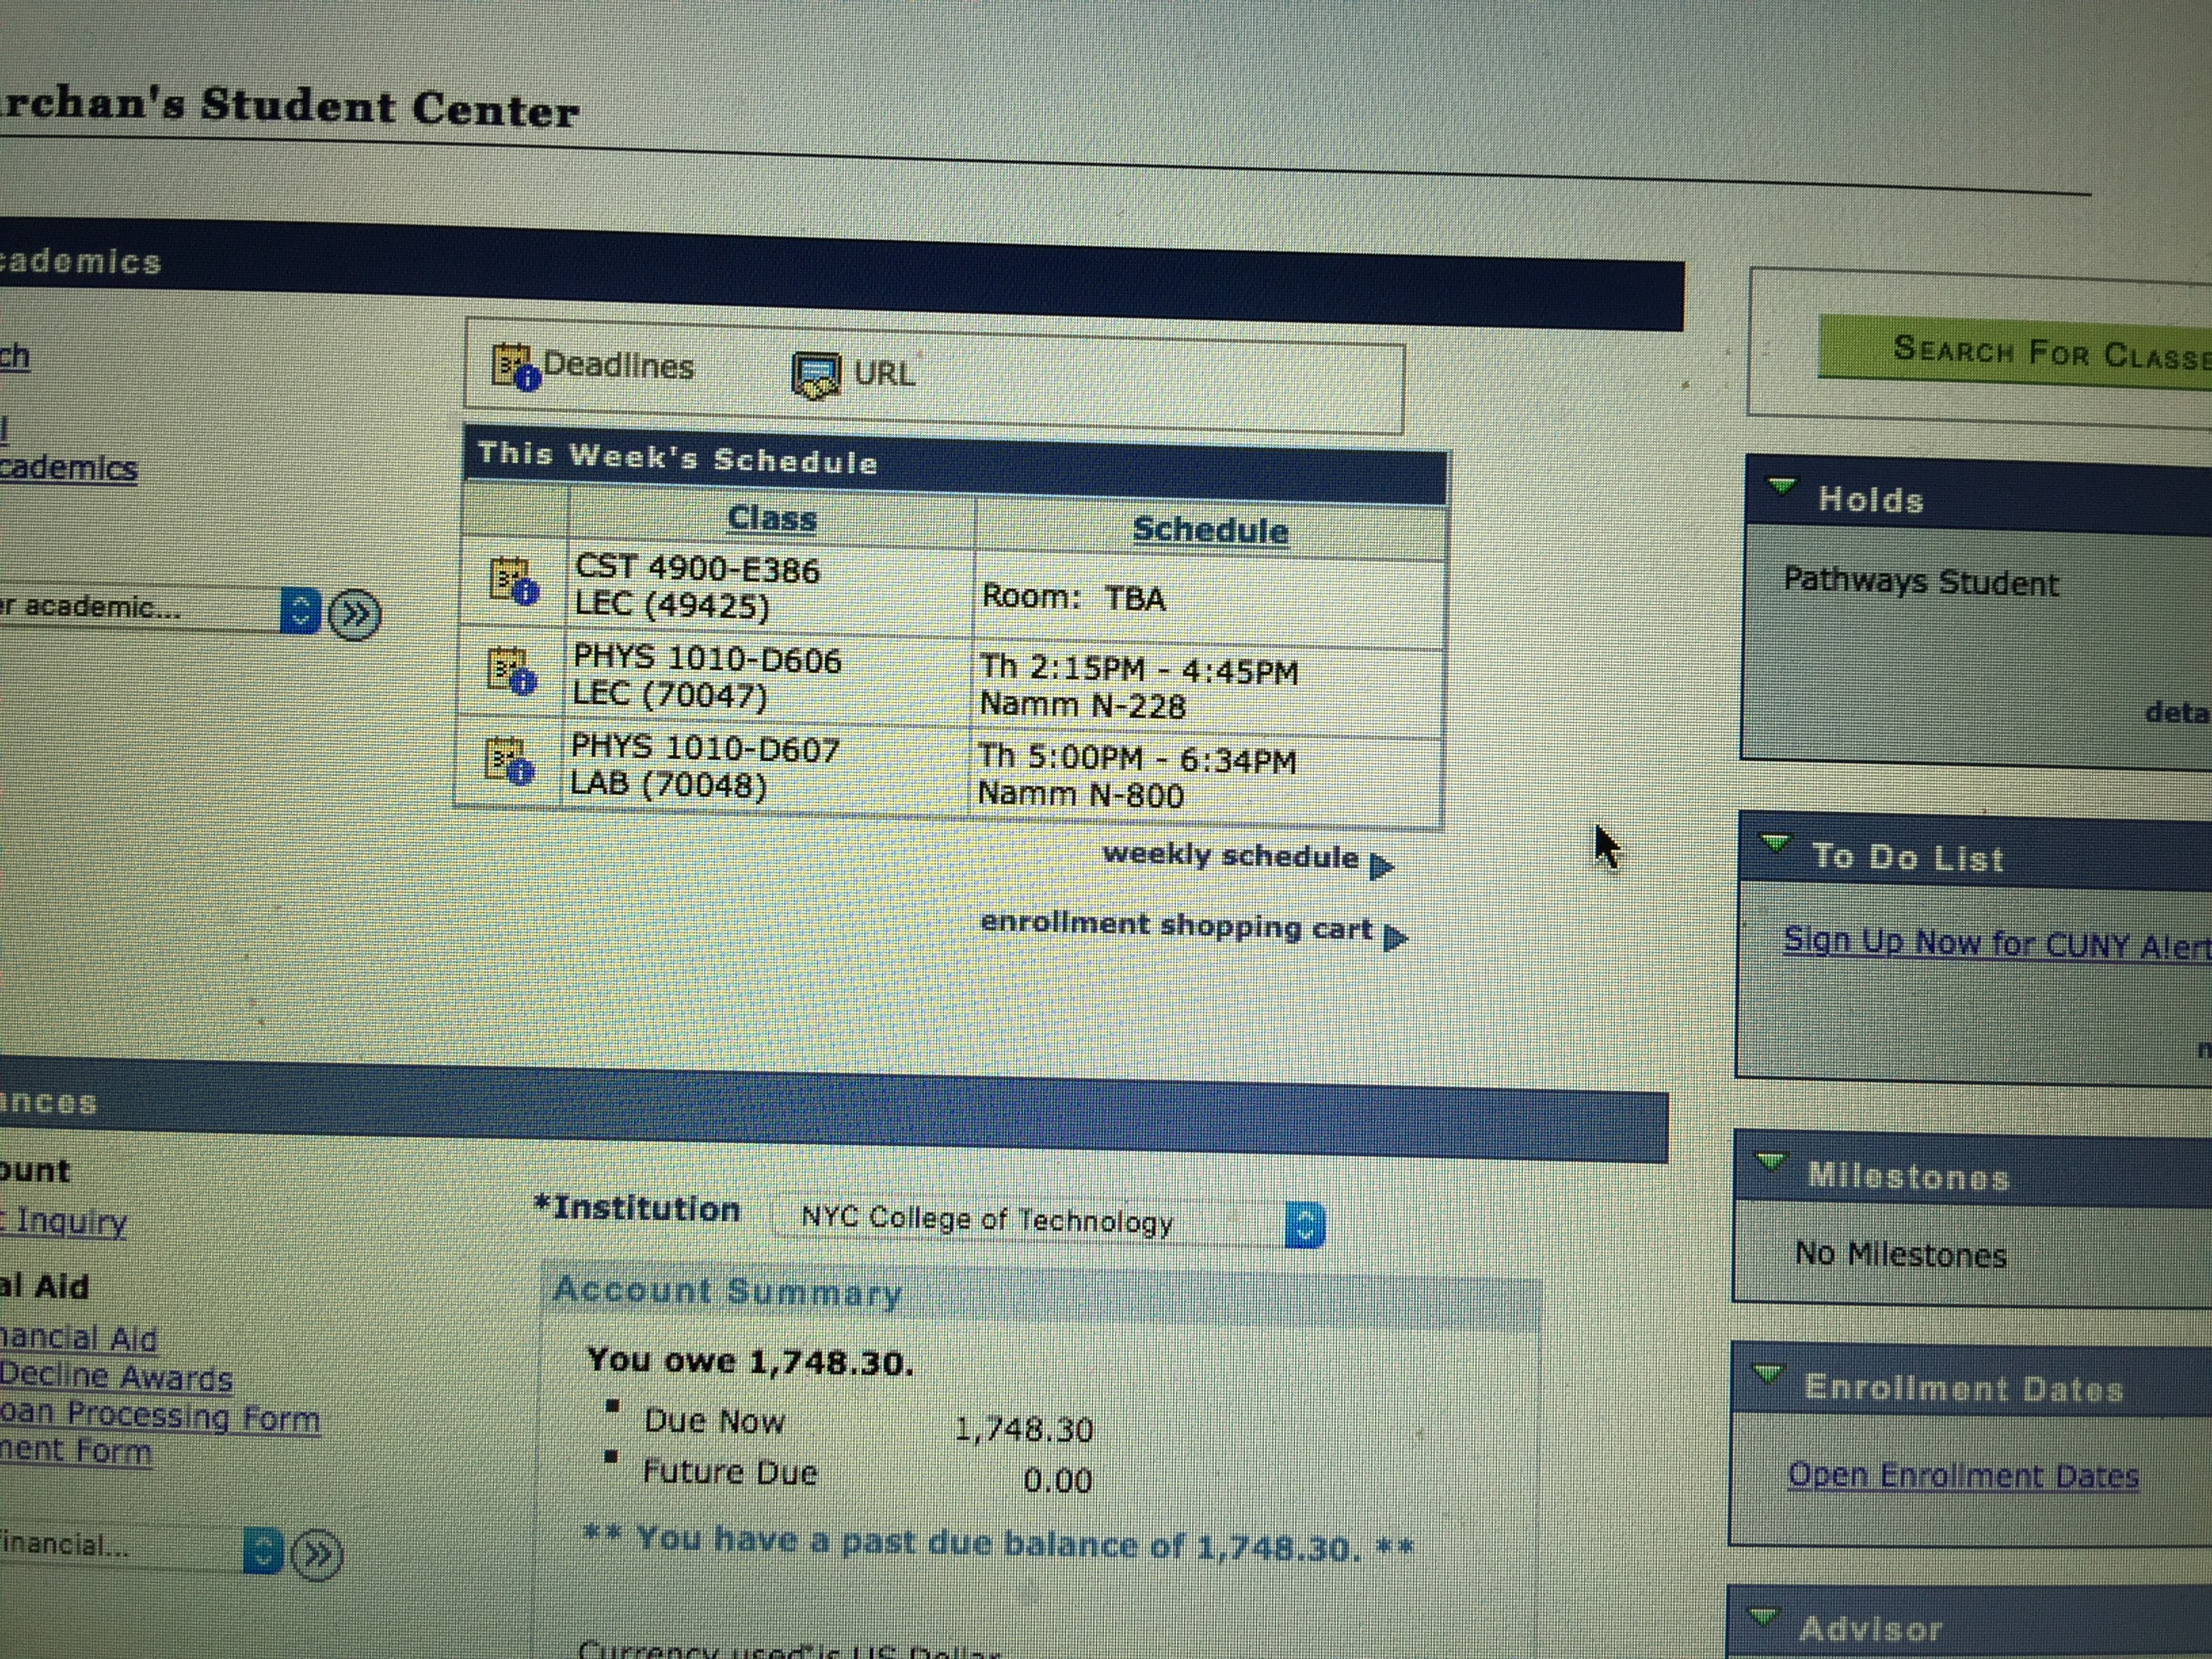 rchan's Student Center
cademics
ch
l
cademics
er academic...
Deadlines
URL
This Week's Schedule
Class
Schedule
CST 4900-E386
LEC (49425)
Room: TBA
PHYS 1010-D606
LEC (70047)
Th 2:15PM - 4:45PM
Namm N-228
PHYS 1010-D607
LAB (70048)
Th 5:00PM - 6:34PM
Namm N-800
weekly schedule
enrollment shopping cart
SEARCH FOR CLASSE
Holds
Pathways Student
deta
To Do List
Sign Up Now for CUNY Alert
Milestones
No Milestones
Enrollment Dates
Open Enrollment Dates
Advisor
ances
ount
t Inquiry
al Aid
nancial Aid
Decline Awards
oan Processing Form
ment Form
inancial...
*Institution
NYC College of Technology
Account Summary
You owe 1,748.30.
Due Now 1,748.30
Future Due 0.00
** You have a past due balance of 1,748.30. **
Currency used is US Dollar